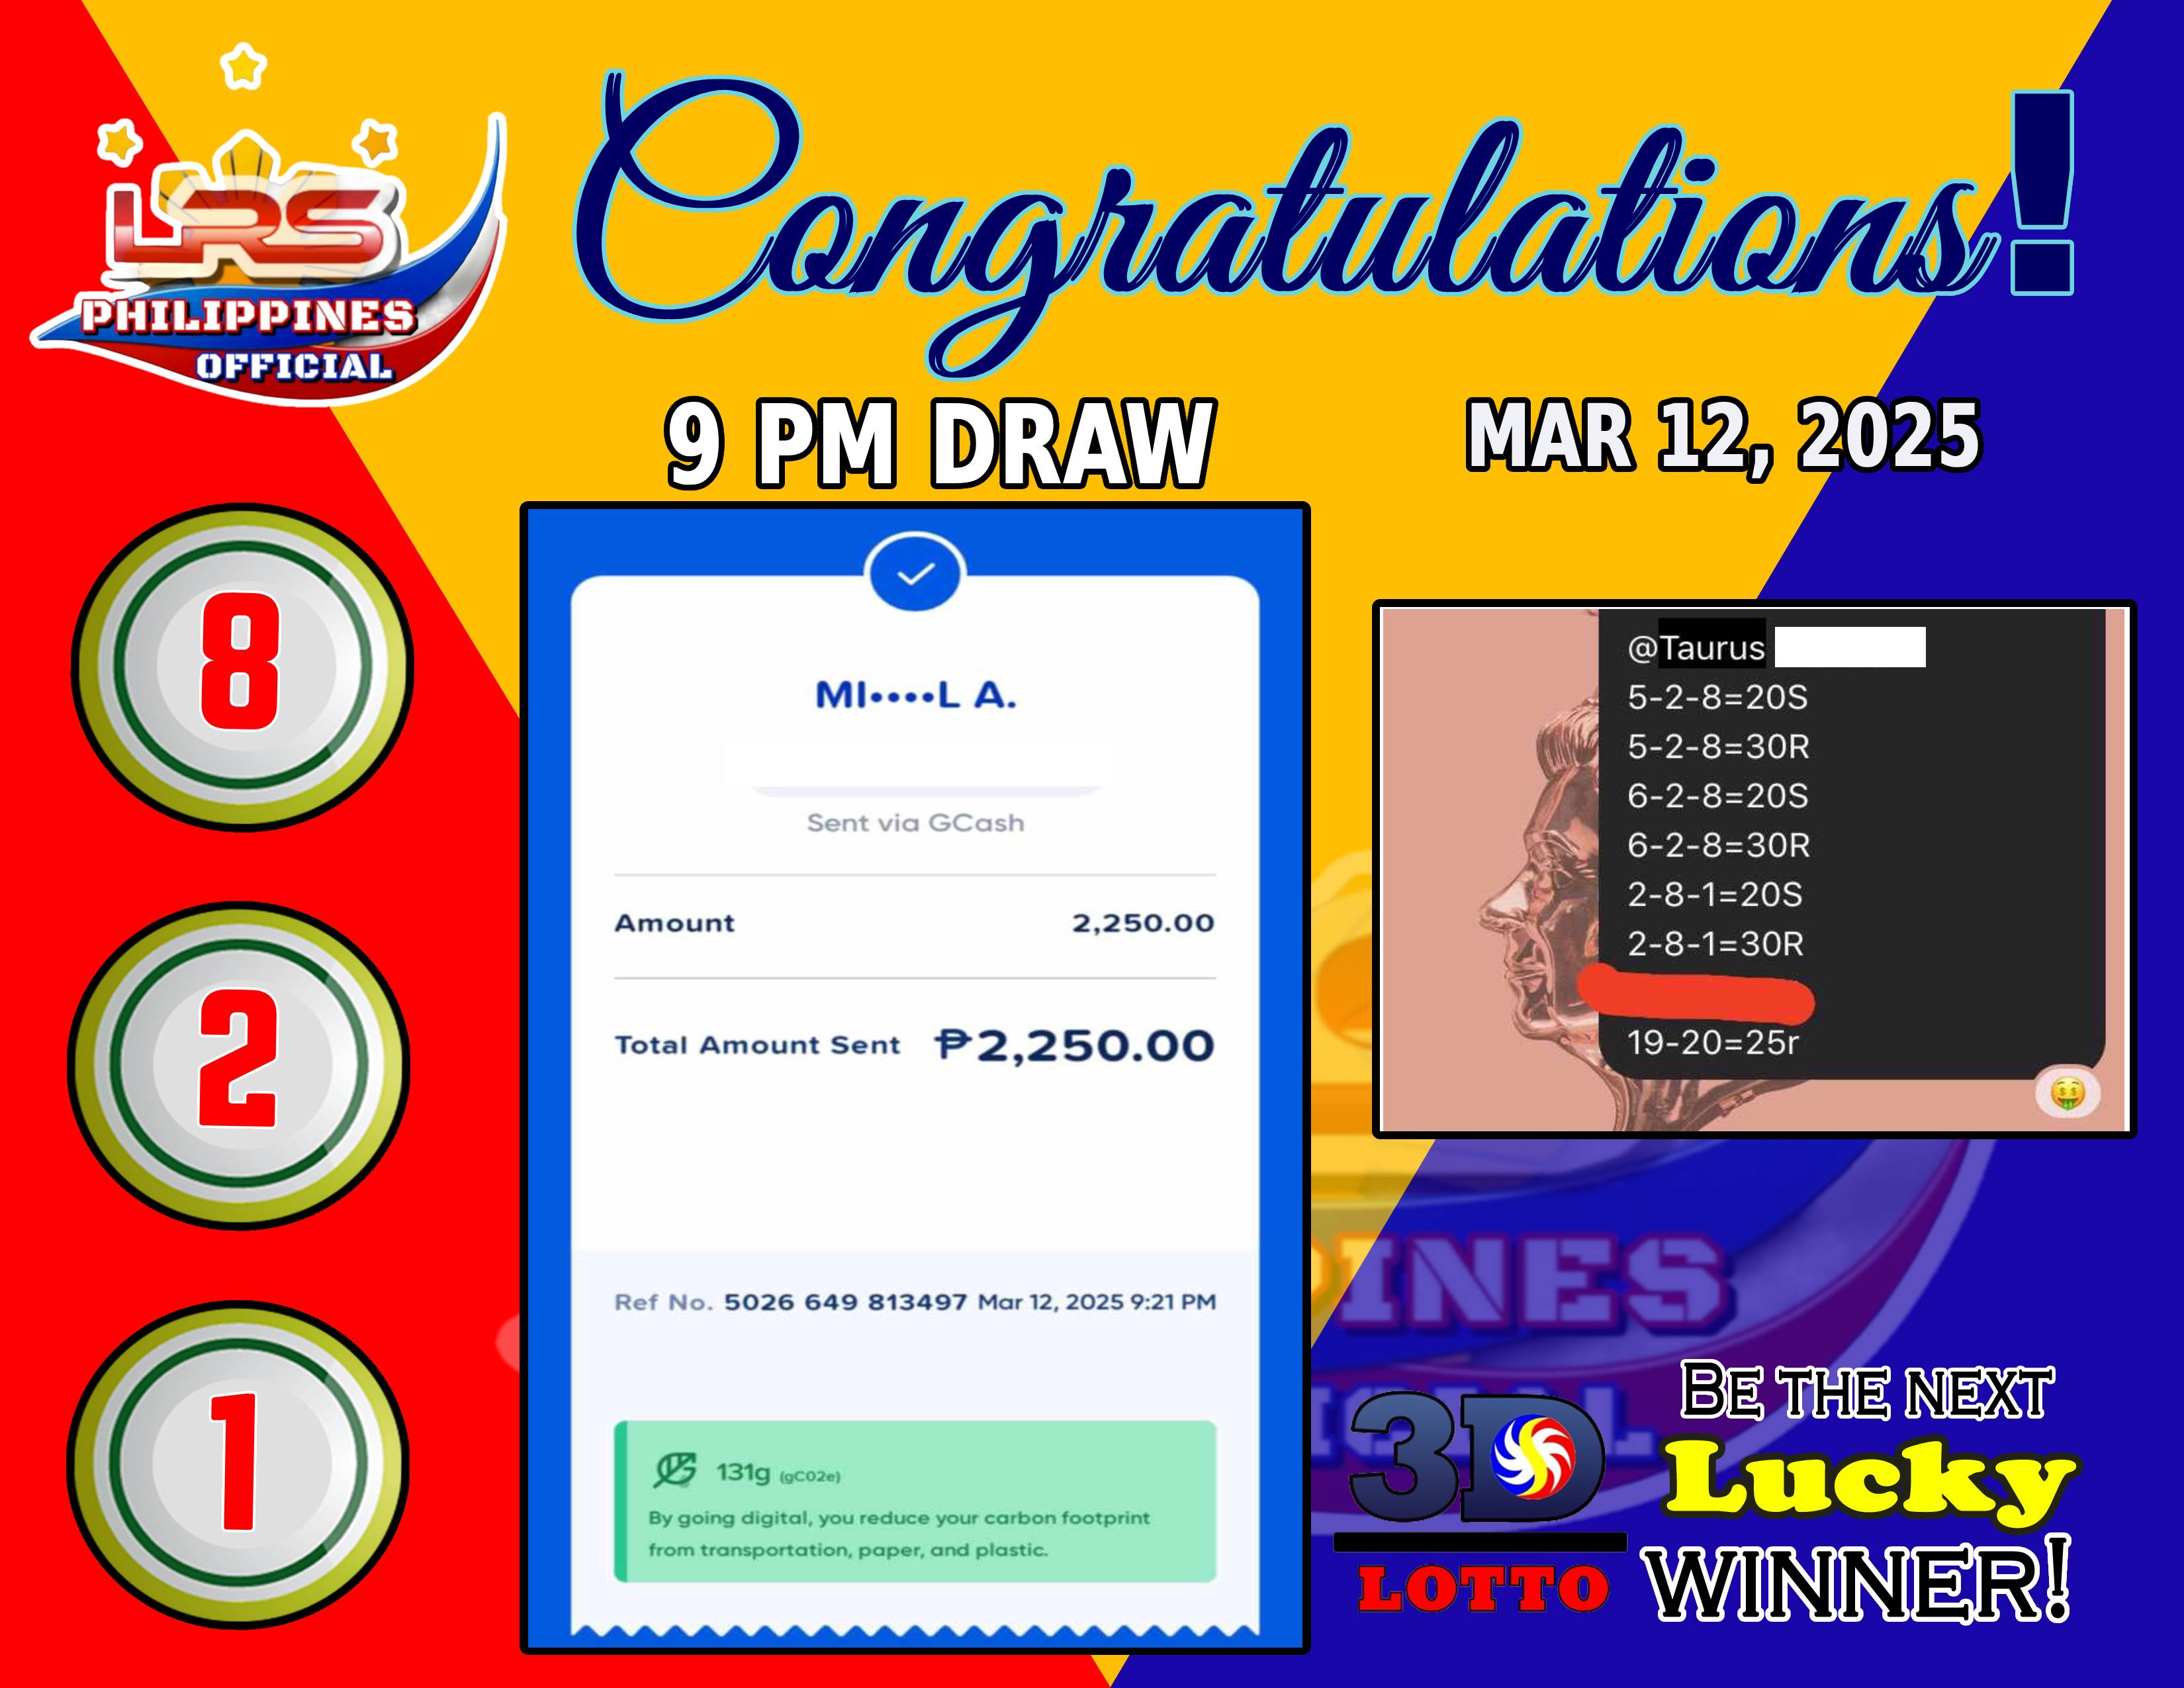 LRS
PHILIPPINES
OFFICIAL
Congratulations!
9 PM DRAW
MAR 12, 2025
8
2
1
MI••••L A.
Sent via GCash
Amount 2,250.00
Total Amount Sent ₱2,250.00
Ref No. 5026 649 813497 Mar 12, 2025 9:21 PM
131g (gC02e)
By going digital, you reduce your carbon footprint
from transportation, paper, and plastic.
@Taurus
5-2-8=20S
5-2-8=30R
6-2-8=20S
6-2-8=30R
2-8-1=20S
2-8-1=30R
19-20=25r
PINES
ICIAL
3D
LOTTO
BE THE NEXT
Lucky
WINNER!